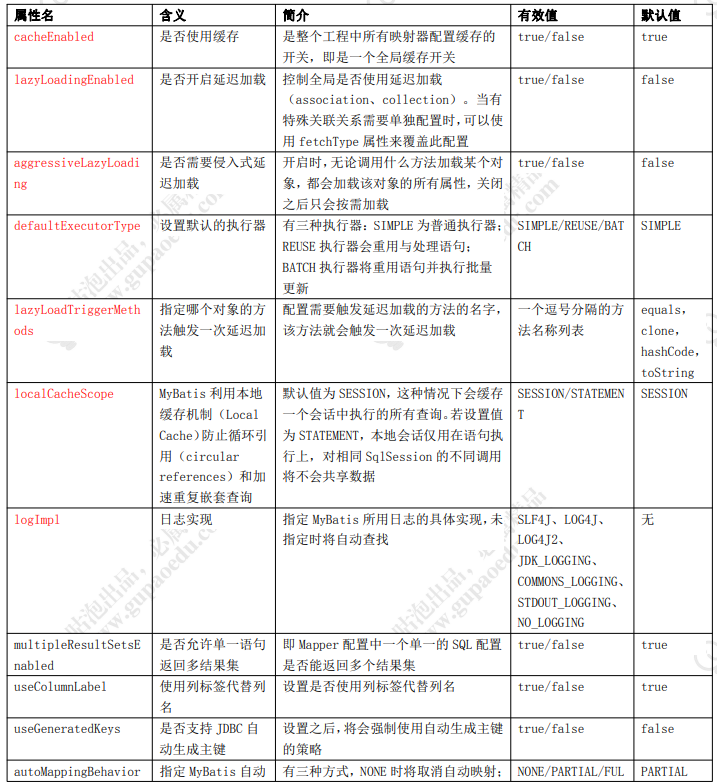 属性名 含义 简介 有效值 默认值
cacheEnabled 是否使用缓存 是整个工程中所有映射器配置缓存的 true/false true
开关，即是一个全局缓存开关
lazyLoadingEnabled 是否开启延迟加载 控制全局是否使用延迟加载 true/false false
（association、collection）。当有
特殊关联关系需要单独配置时，可以使
用 fetchType 属性来覆盖此配置
aggressiveLazyLoadi 是否需要侵入式延 开启时，无论调用什么方法加载某个对 true/false false
ng 迟加载 象，都会加载该对象的所有属性，关闭
之后只会按需加载
defaultExecutorType 设置默认的执行器 有三种执行器：SIMPLE 为普通执行器； SIMPLE/REUSE/BAT SIMPLE
REUSE 执行器会重用与处理语句； CH
BATCH 执行器将重用语句并执行批量
更新
lazyLoadTriggerMeth 指定哪个对象的方 配置需要触发延迟加载的方法的名字， 一个逗号分隔的方 equals，
ods 法触发一次延迟加 该方法就会触发一次延迟加载 法名称列表 clone，
载 hashCode，
toString
localCacheScope MyBatis 利用本地 默认值为 SESSION，这种情况下会缓存 SESSION/STATEMEN SESSION
缓存机制（Local 一个会话中执行的所有查询。若设置值 T
Cache）防止循环引 为 STATEMENT，本地会话仅用在语句执
用（circular 行上，对相同 SqlSession 的不同调用
references）和加 将不会共享数据
速重复嵌套查询
logImpl 日志实现 指定 MyBatis 所用日志的具体实现，未 SLF4J、LOG4J、 无
指定时将自动查找 LOG4J2、
JDK_LOGGING、
COMMONS_LOGGING、
STDOUT_LOGGING、
NO_LOGGING
multipleResultSetsE 是否允许单一语句 即 Mapper 配置中一个单一的 SQL 配置 true/false true
nabled 返回多结果集 是否能返回多个结果集
useColumnLabel 使用列标签代替列 设置是否使用列标签代替列名 true/false true
名
useGeneratedKeys 是否支持 JDBC 自 设置之后，将会强制使用自动生成主键 true/false false
动生成主键 的策略
autoMappingBehavior 指定 MyBatis 自动 有三种方式，NONE 时将取消自动映射； NONE/PARTIAL/FUL PARTIAL